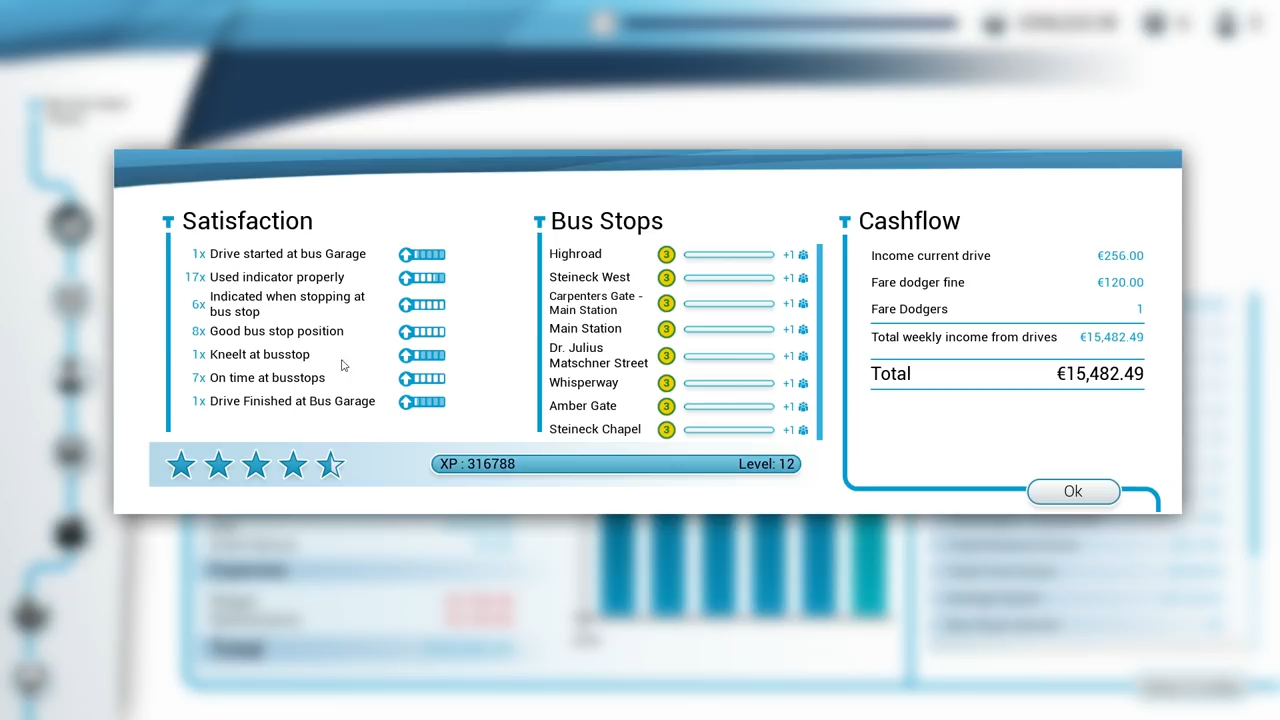 Satisfaction
1x Drive started at bus Garage
17x Used indicator properly
6x Indicated when stopping at
bus stop
8x Good bus stop position
1x Kneelt at busstop
7x On time at busstops
1x Drive Finished at Bus Garage
Bus Stops
Highroad 3 +1
Steineck West 3 +1
Carpenters Gate -
Main Station 3 +1
Main Station 3 +1
Dr. Julius
Matschner Street 3 +1
Whisperway 3 +1
Amber Gate 3 +1
Steineck Chapel 3 +1
XP : 316788 Level: 12
Cashflow
Income current drive €256.00
Fare dodger fine €120.00
Fare Dodgers 1
Total weekly income from drives €15,482.49
Total €15,482.49
Ok